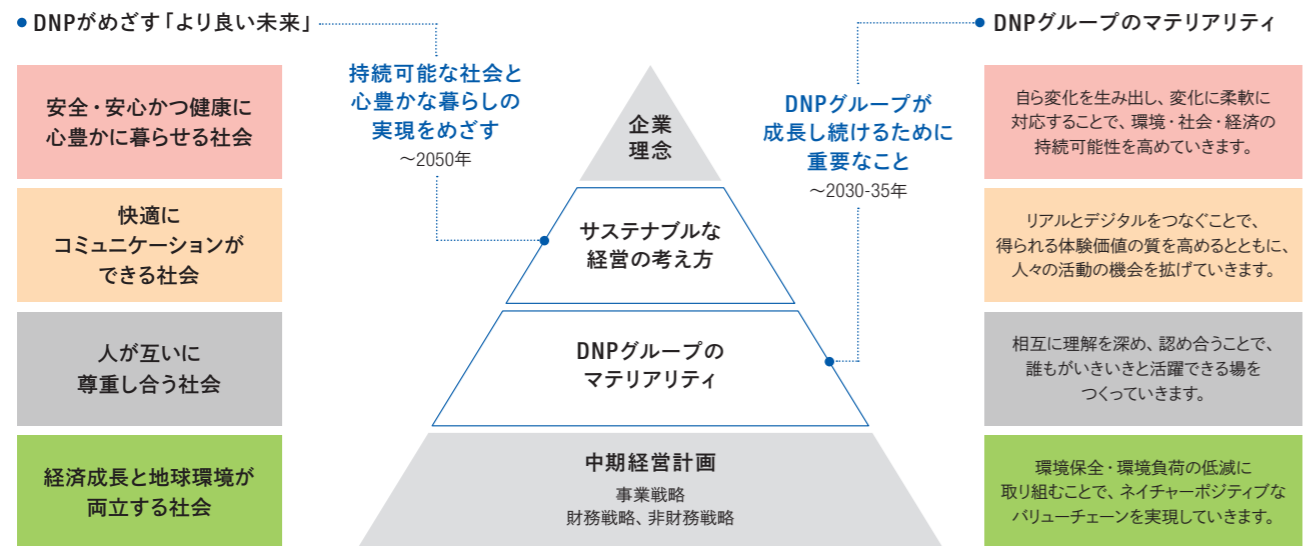 DNPがめざす「より良い未来」
安全・安心かつ健康に
心豊かに暮らせる社会
快適に
コミュニケーションが
できる社会
人が互いに
尊重し合う社会
経済成長と地球環境が
両立する社会
持続可能な社会と
心豊かな暮らしの
実現をめざす
～2050年
企業
理念
サステナブルな
経営の考え方
DNPグループの
マテリアリティ
中期経営計画
事業戦略
財務戦略、非財務戦略
DNPグループが
成長し続けるために
重要なこと
～2030-35年
DNPグループのマテリアリティ
自ら変化を生み出し、変化に柔軟に
対応することで、環境・社会・経済の
持続可能性を高めていきます。
リアルとデジタルをつなぐことで、
得られる体験価値の質を高めるとともに、
人々の活動の機会を拡げていきます。
相互に理解を深め、認め合うことで、
誰もがいきいきと活躍できる場を
つくっていきます。
環境保全・環境負荷の低減に
取り組むことで、ネイチャーポジティブな
バリューチェーンを実現していきます。